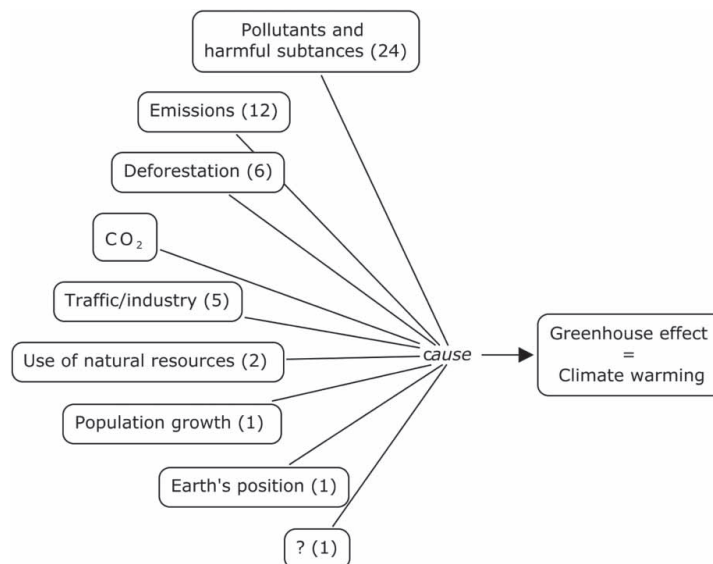 Pollutants and
harmful subtances (24)
Emissions (12)
Deforestation (6)
CO₂
Traffic/industry (5)
Use of natural resources (2)
Population growth (1)
Earth's position (1)
? (1)
cause
Greenhouse effect
=
Climate warming